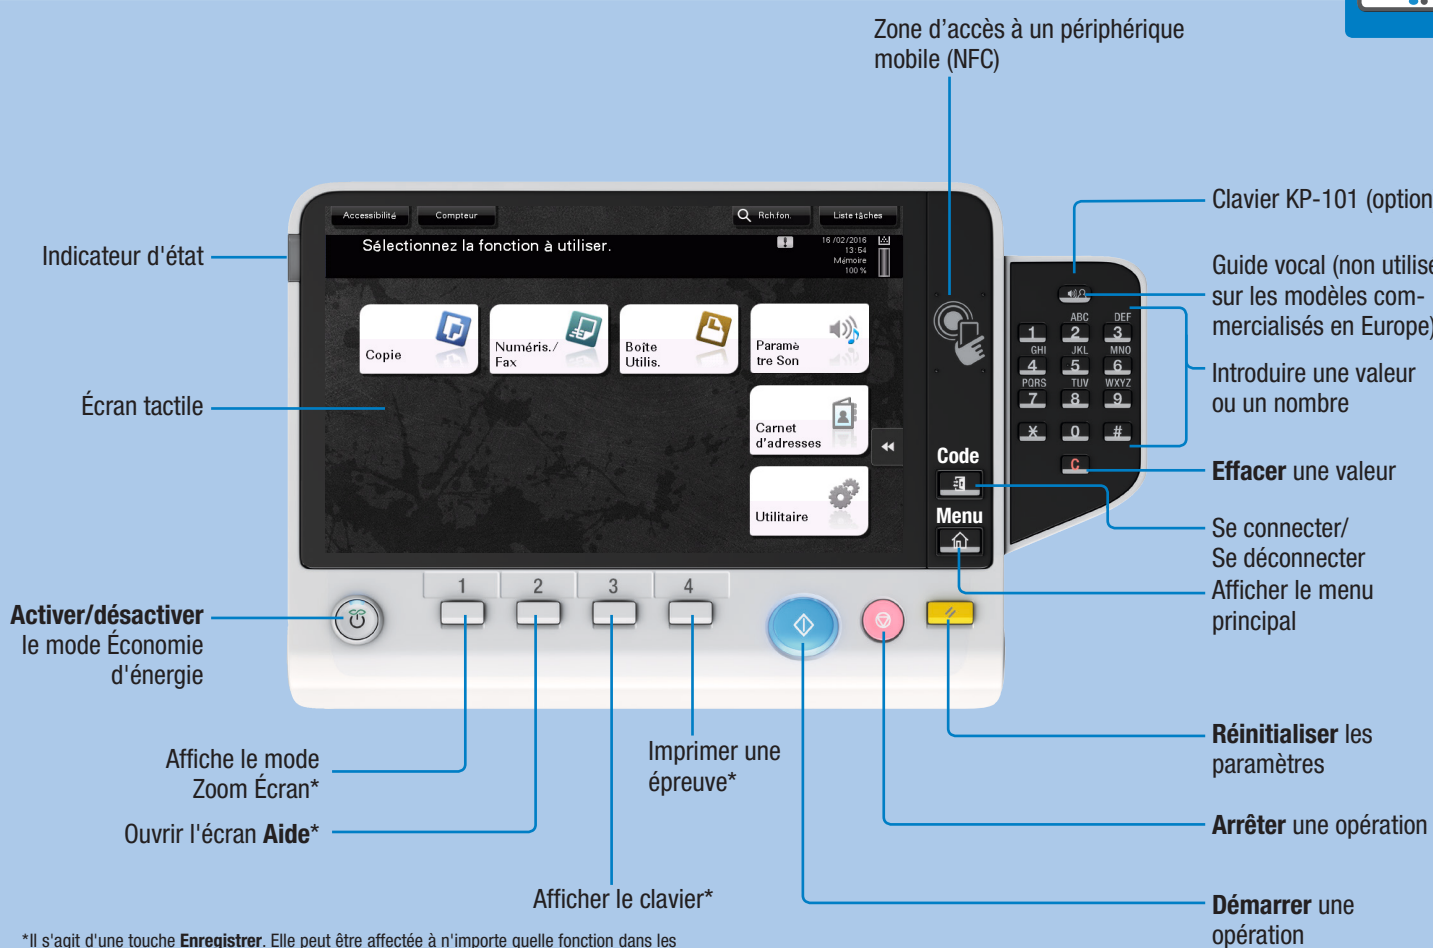 Zone d'accès à un périphérique
mobile (NFC)
Clavier KP-101 (option
Accessibilité
Compteur
Rch.fon.
Liste tâches
Indicateur d'état
Sélectionnez la fonction à utiliser.
16/02/2016
13:54
Mémoire
100 %
Guide vocal (non utilisé
sur les modèles com-
mercialisés en Europe)
ABC DEF
1 2 3
GHI JKL MNO
4 5 6
PQRS TUV WXYZ
7 8 9
* 0 #
C
Copie
Numéris./
Fax
Boîte
Utilis.
Paramè
tre Son
Introduire une valeur
ou un nombre
Écran tactile
Carnet
d'adresses
Code
Effacer une valeur
Utilitaire
Menu
Se connecter/
Se déconnecter
Afficher le menu
principal
1 2 3 4
Activer/désactiver
le mode Économie
d'énergie
Affiche le mode
Zoom Écran*
Imprimer une
épreuve*
Réinitialiser les
paramètres
Ouvrir l'écran Aide*
Arrêter une opération
Afficher le clavier*
Démarrer une
opération
*Il s'agit d'une touche Enregistrer. Elle peut être affectée à n'importe quelle fonction dans les